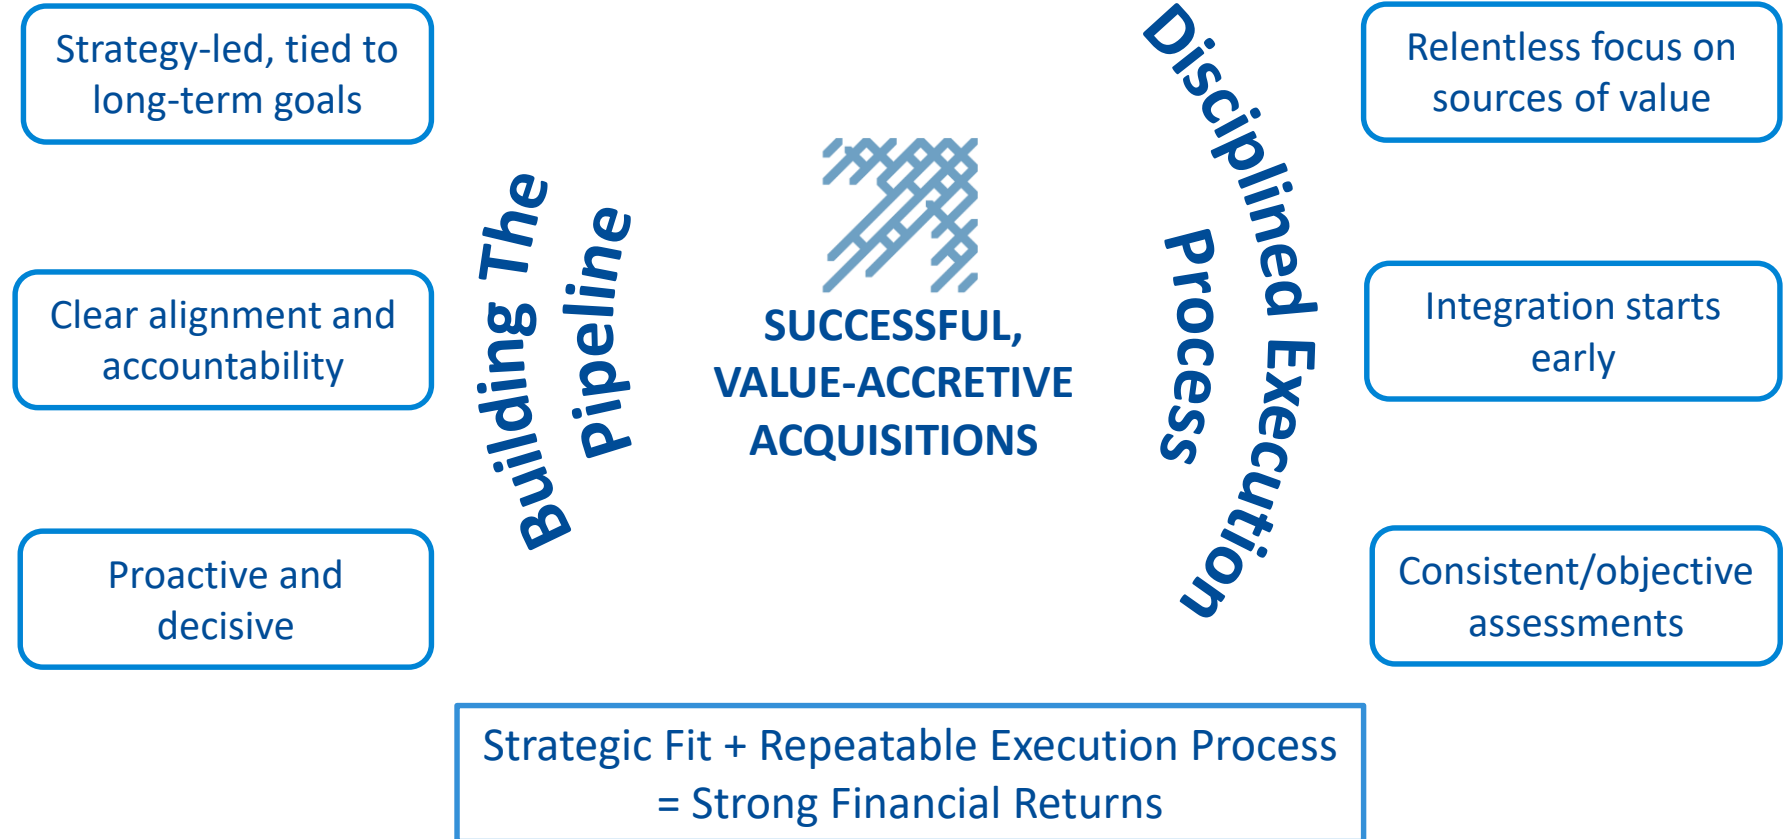 Strategy-led, tied to
long-term goals
Clear alignment and
accountability
Proactive and
decisive
Building The
Pipeline
SUCCESSFUL,
VALUE-ACCRETIVE
ACQUISITIONS
Disciplined Execution
Process
Relentless focus on
sources of value
Integration starts
early
Consistent/objective
assessments
Strategic Fit + Repeatable Execution Process
= Strong Financial Returns